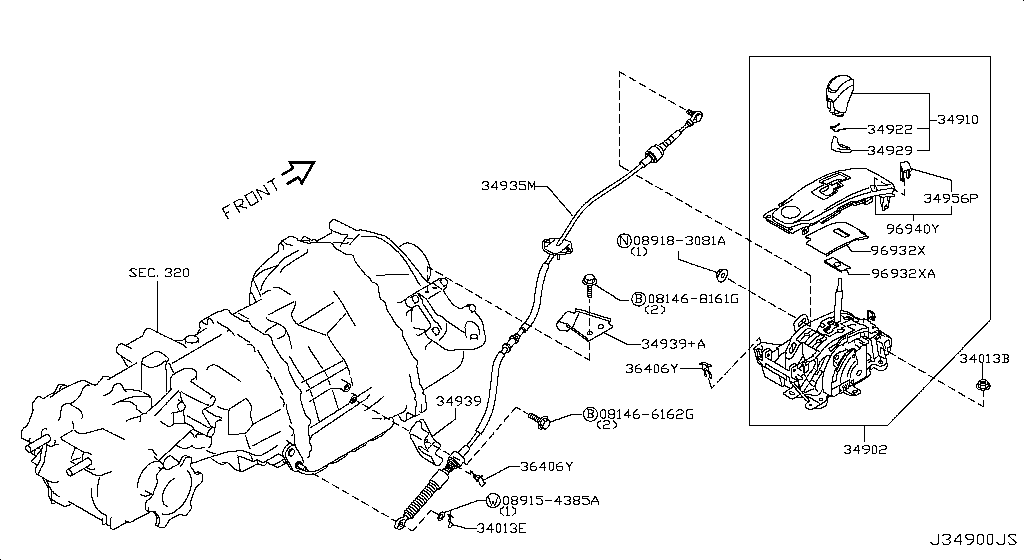 34910
34922
34929
34956P
96940Y
96932X
96932XA
34935M
FRONT
N08918-3081A
(1)
SEC. 320
B08146-8161G
(2)
34939+A
36406Y
34013B
34939
B08146-6162G
(2)
34902
36406Y
W08915-4385A
(1)
34013E
J34900JS